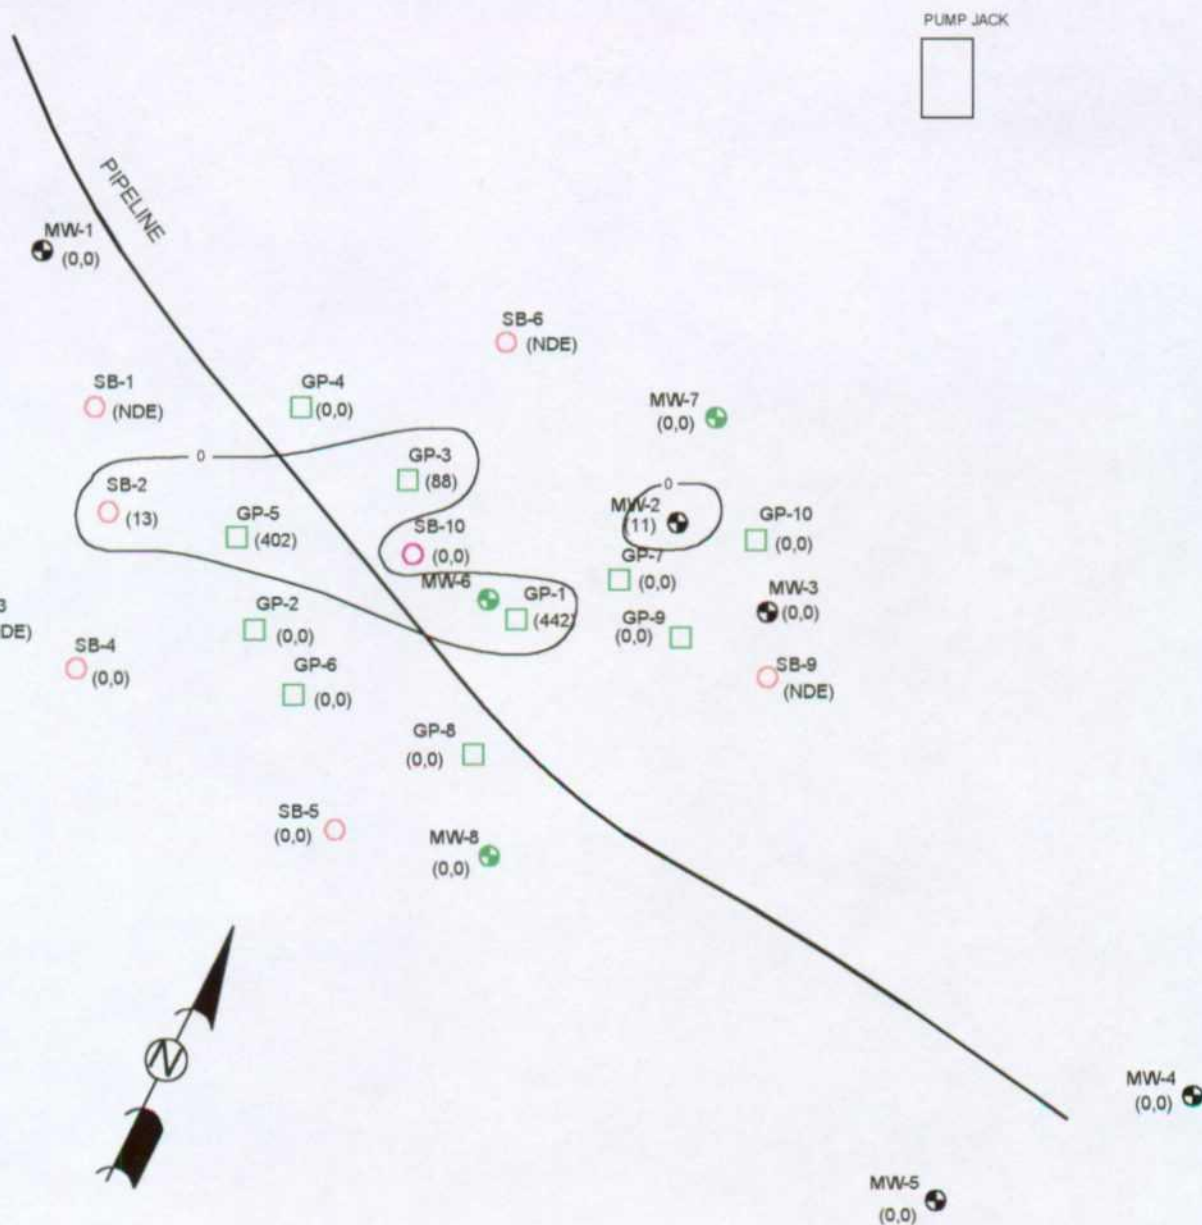 PUMP JACK
PIPELINE
MW-1
(0,0)
SB-6
(NDE)
SB-1
(NDE)
GP-4
(0,0)
MW-7
(0,0)
0
GP-3
(88)
SB-2
(13)
GP-5
(402)
SB-10
(0,0)
0
MW-2
(11)
GP-10
(0,0)
GP-7
(0,0)
MW-6
GP-1
(442)
MW-3
(0,0)
GP-9
(0,0)
3
DE)
GP-2
(0,0)
SB-4
(0,0)
GP-6
(0,0)
SB-9
(NDE)
GP-8
(0,0)
SB-5
(0,0)
MW-8
(0,0)
N
MW-4
(0,0)
MW-5
(0,0)